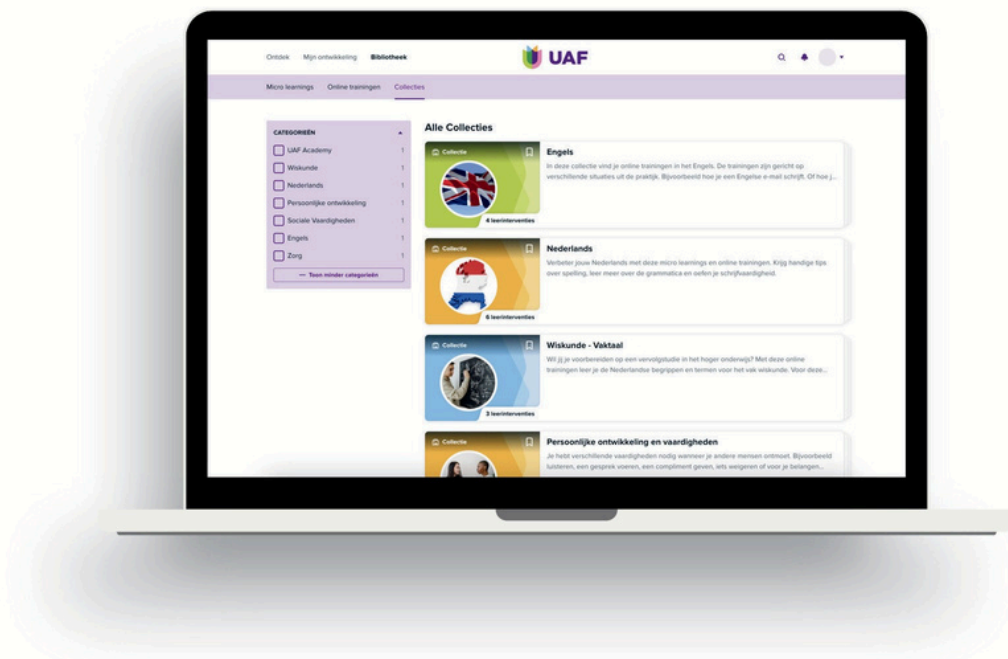 Ontdek Mijn ontwikkeling Bibliotheek
UAF
Micro learnings Online trainingen Collecties
CATEGORIEËN
UAF Academy 1
Wiskunde 1
Nederlands 1
Persoonlijke ontwikkeling 1
Sociale Vaardigheden 1
Engels 1
Zorg 1
— Toon minder categorieën
Alle Collecties
Collectie
4 leerinterventies
Engels
In deze collectie vind je online trainingen in het Engels. De trainingen zijn gericht op
verschillende situaties uit de praktijk. Bijvoorbeeld hoe je een Engelse e-mail schrijft. Of hoe j...
Collectie
6 leerinterventies
Nederlands
Verbeter jouw Nederlands met deze micro learnings en online trainingen. Krijg handige tips
over spelling, leer meer over de grammatica en oefen je schrijfvaardigheid.
Collectie
3 leerinterventies
Wiskunde - Vaktaal
Wil jij je voorbereiden op een vervolgstudie in het hoger onderwijs? Met deze online
trainingen leer je de Nederlandse begrippen en termen voor het vak wiskunde. Voor deze...
Collectie
Persoonlijke ontwikkeling en vaardigheden
Je hebt verschillende vaardigheden nodig wanneer je andere mensen ontmoet. Bijvoorbeeld
luisteren, een gesprek voeren, een compliment geven, iets weigeren of voor je belangen...